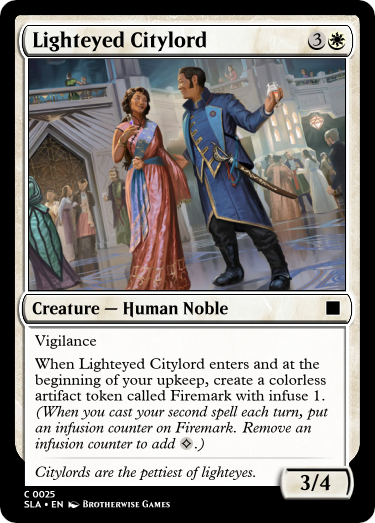 Lighteyed Citylord 3
Creature — Human Noble
Vigilance
When Lighteyed Citylord enters and at the
beginning of your upkeep, create a colorless
artifact token called Firemark with infuse 1.
(When you cast your second spell each turn, put
an infusion counter on Firemark. Remove an
infusion counter to add .)
Citylords are the pettiest of lighteyes.
3/4
C 0025
SLA • EN Brotherwise Games